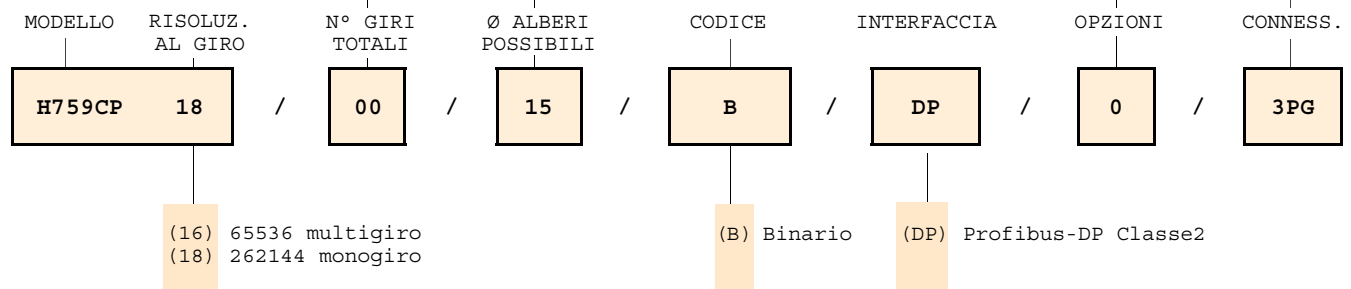 MODELLO RISOLUZ. N° GIRI Ø ALBERI CODICE INTERFACCIA OPZIONI CONNESS.
AL GIRO TOTALI POSSIBILI
H759CP 18 / 00 / 15 / B / DP / 0 / 3PG
(16) 65536 multigiro (B) Binario (DP) Profibus-DP Classe2
(18) 262144 monogiro